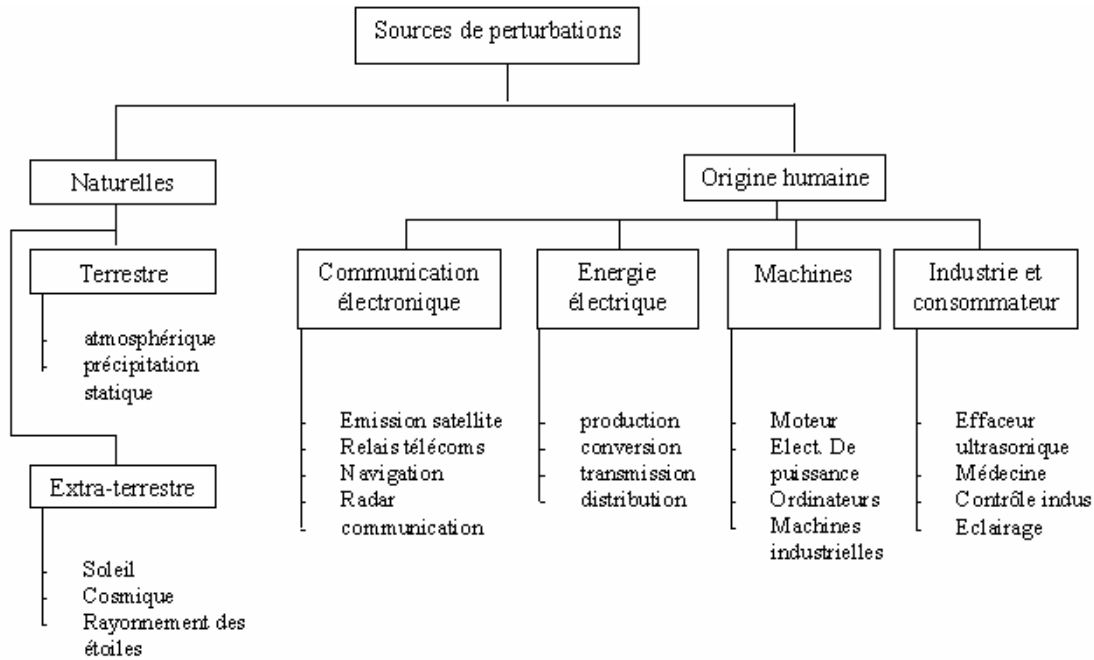 Sources de perturbations
Naturelles
Terrestre
atmosphérique
précipitation
statique
Extra-terrestre
Soleil
Cosmique
Rayonnement des
étoiles
Origine humaine
Communication
électronique
Emission satellite
Relais télécoms
Navigation
Radar
communication
Energie
électrique
production
conversion
transmission
distribution
Machines
Moteur
Elect. De
puissance
Ordinateurs
Machines
industrielles
Industrie et
consommateur
Effaceur
ultrasonique
Médecine
Contrôle indus
Eclairage